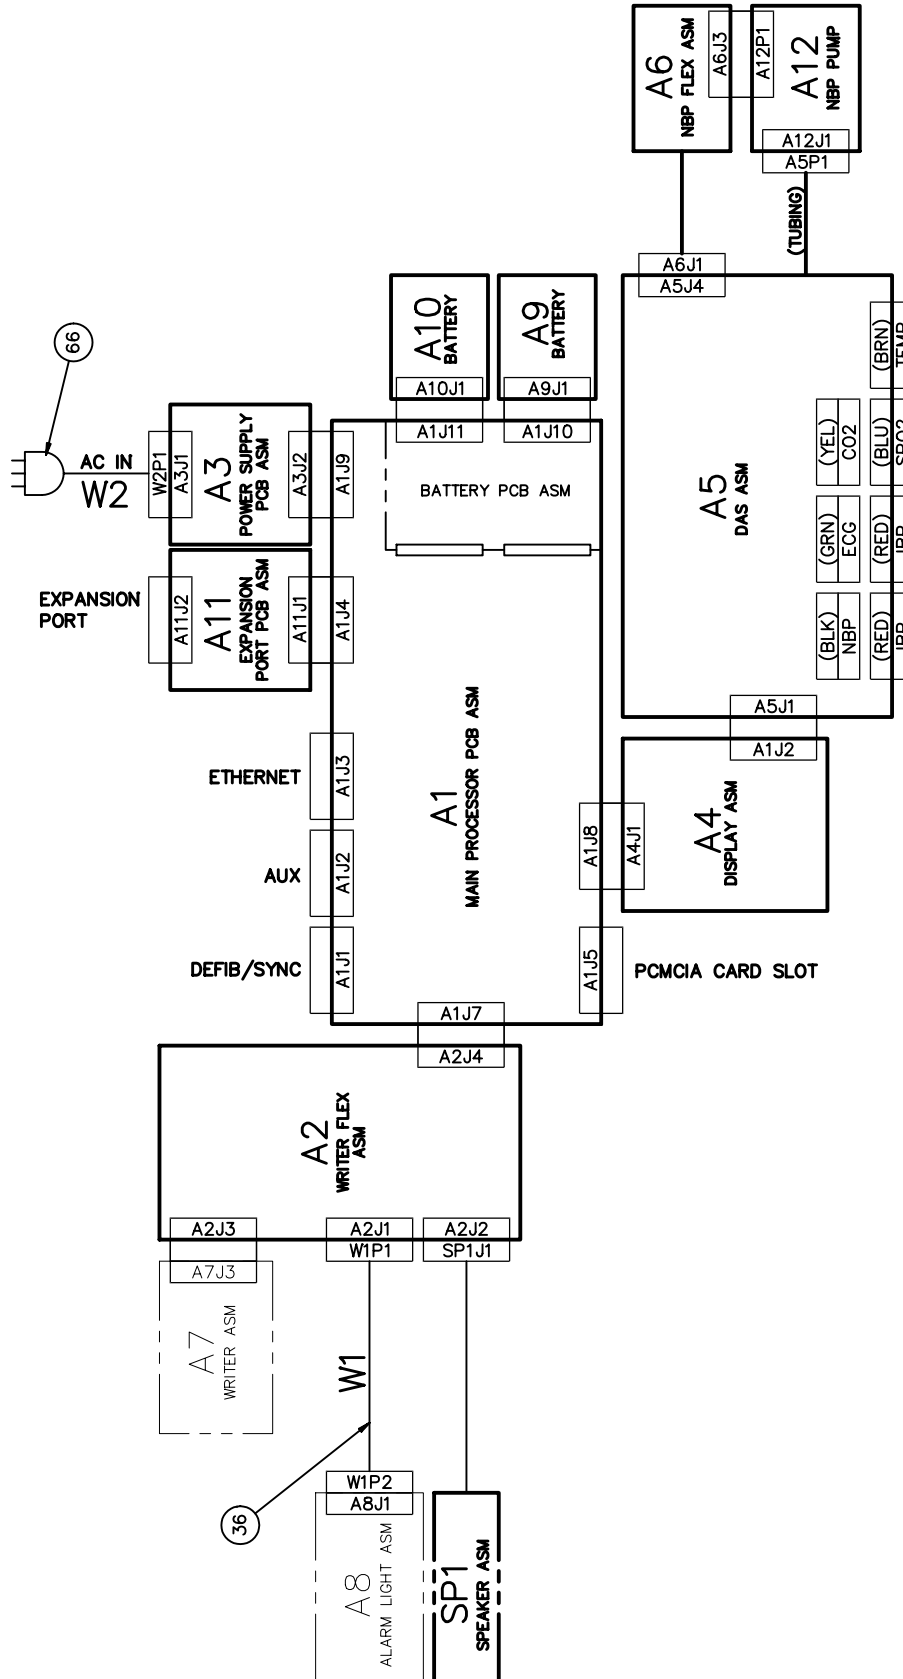 A6
NBP FLEX ASM
A6J3
A12P1
A12
NBP PUMP
A12J1
A5P1
(TUBING)
A6J1
A5J4
A10
BATTERY
A10J1
A1J11
A9
BATTERY
A9J1
A1J10
66
AC IN
W2
W2P1
A3J1
A3
POWER SUPPLY
PCB ASM
A3J2
A1J9
BATTERY PCB ASM
EXPANSION
PORT
A11J2
A11
EXPANSION
PORT PCB ASM
A11J1
A1J4
A5
DAS ASM
(BRN)
TEMP
(YEL)
CO2
(BLU)
SPO2
(GRN)
ECG
(RED)
IBP
(BLK)
NBP
(RED)
IBP
A5J1
A1J2
ETHERNET
A1J3
AUX
A1J2
DEFIB/SYNC
A1J1
A1
MAIN PROCESSOR PCB ASM
A1J8
A4J1
A4
DISPLAY ASM
A1J5
PCMCIA CARD SLOT
A1J7
A2J4
A2
WRITER FLEX
ASM
A2J3
A7J3
A2J1
W1P1
A2J2
SP1J1
A7
WRITER ASM
W1
36
W1P2
A8J1
A8
ALARM LIGHT ASM
SP1
SPEAKER ASM